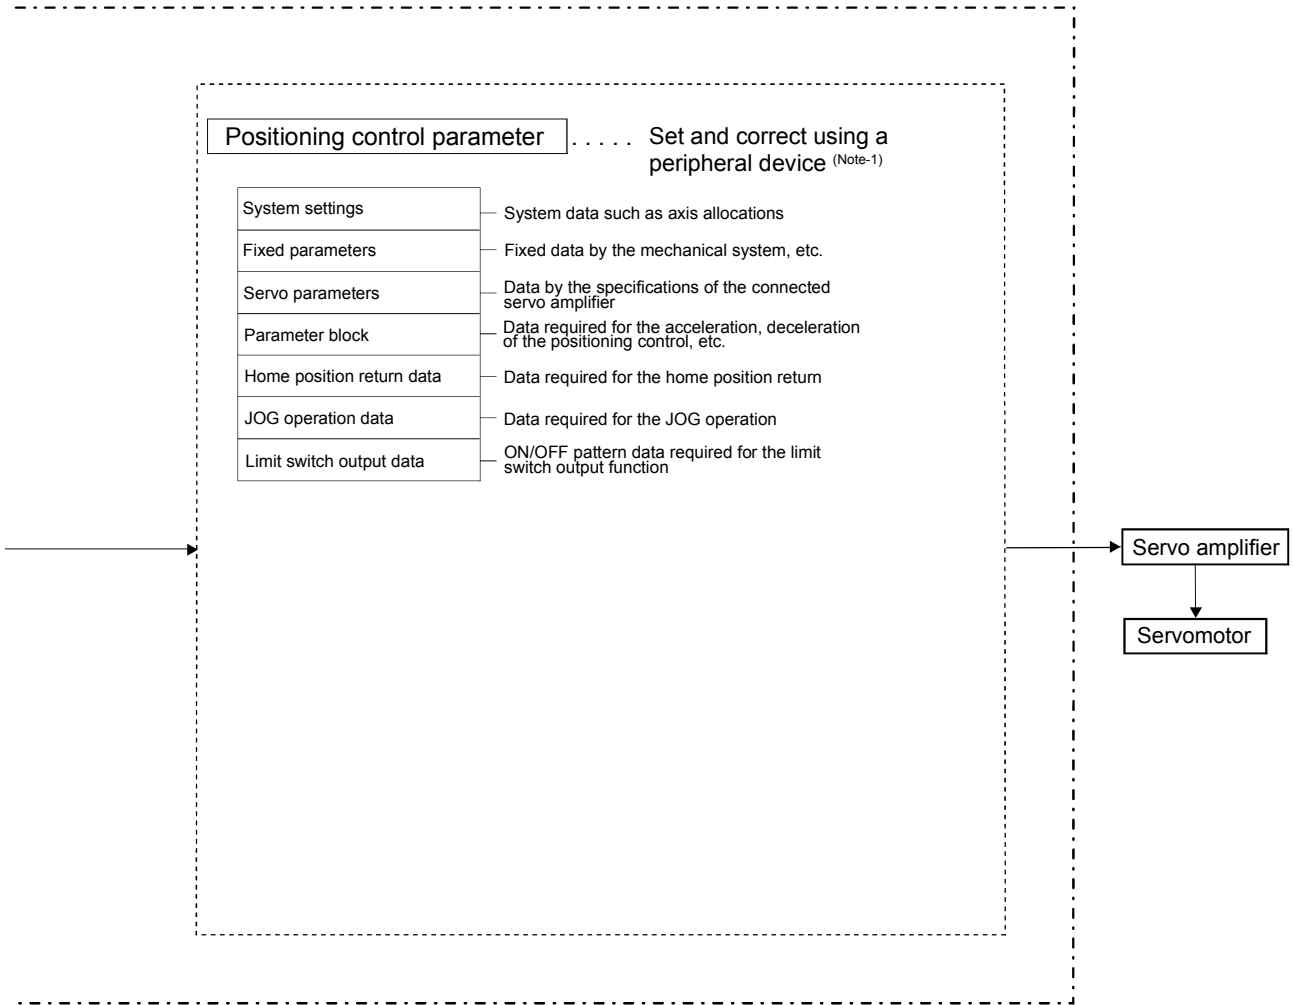 Positioning control parameter ..... Set and correct using a
peripheral device (Note-1)
System settings
System data such as axis allocations
Fixed parameters
Fixed data by the mechanical system, etc.
Servo parameters
Data by the specifications of the connected
servo amplifier
Parameter block
Data required for the acceleration, deceleration
of the positioning control, etc.
Home position return data
Data required for the home position return
JOG operation data
Data required for the JOG operation
Limit switch output data
ON/OFF pattern data required for the limit
switch output function
Servo amplifier
Servomotor